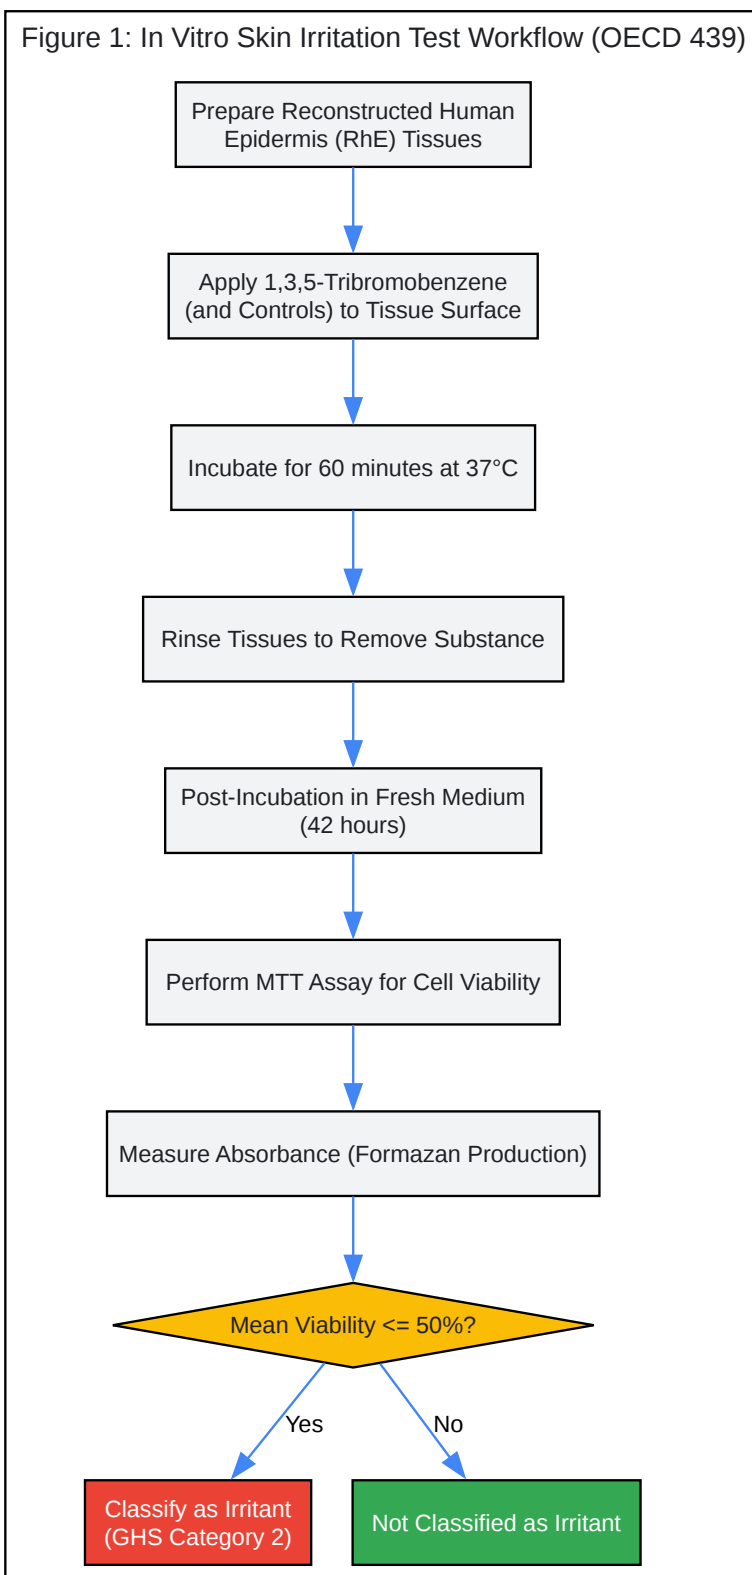 Figure 1: In Vitro Skin Irritation Test Workflow (OECD 439)
Prepare Reconstructed Human
Epidermis (RhE) Tissues
Apply 1,3,5-Tribromobenzene
(and Controls) to Tissue Surface
Incubate for 60 minutes at 37°C
Rinse Tissues to Remove Substance
Post-Incubation in Fresh Medium
(42 hours)
Perform MTT Assay for Cell Viability
Measure Absorbance (Formazan Production)
Mean Viability <= 50%?
Yes
No
Classify as Irritant
(GHS Category 2)
Not Classified as Irritant